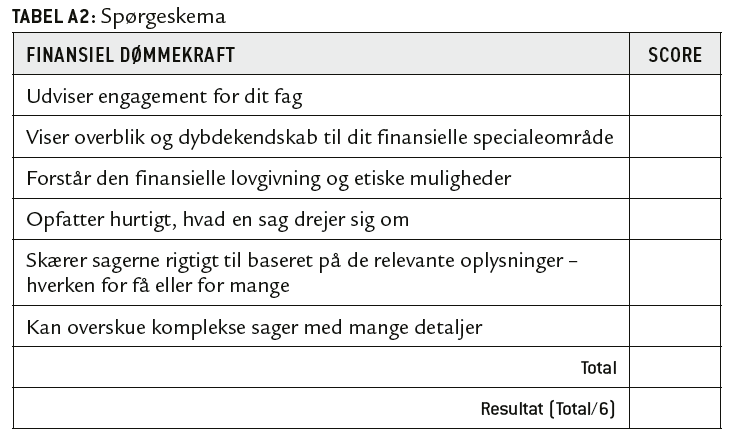 TABEL A2: Spørgeskema
FINANSIEL DØMMEKRAFT SCORE
Udviser engagement for dit fag
Viser overblik og dybdekendskab til dit finansielle specialeområde
Forstår den finansielle lovgivning og etiske muligheder
Opfatter hurtigt, hvad en sag drejer sig om
Skærer sagerne rigtigt til baseret på de relevante oplysninger –
hverken for få eller for mange
Kan overskue komplekse sager med mange detaljer
Total
Resultat (Total/6)